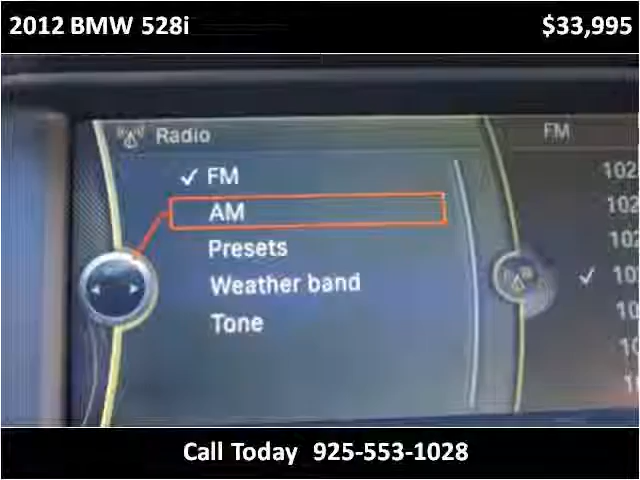 2012 BMW 528i $33,995
Radio FM
✓ FM
AM
Presets
Weather band
Tone
Call Today 925-553-1028